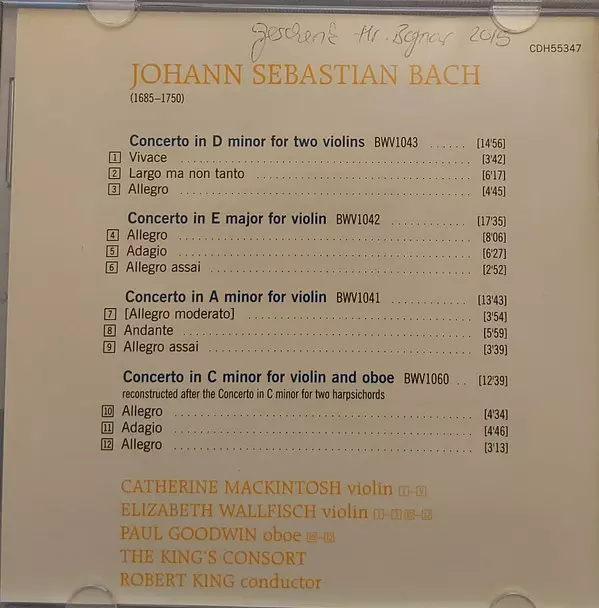 Geschenk Hr. Bognar 2015
CDH55347
JOHANN SEBASTIAN BACH
(1685–1750)
Concerto in D minor for two violins BWV1043 ...... [14'56]
1 Vivace [3'42]
2 Largo ma non tanto [6'17]
3 Allegro [4'45]
Concerto in E major for violin BWV1042 [17'35]
4 Allegro [8'06]
5 Adagio [6'27]
6 Allegro assai [2'52]
Concerto in A minor for violin BWV1041 [13'43]
7 [Allegro moderato] [3'54]
8 Andante [5'59]
9 Allegro assai [3'39]
Concerto in C minor for violin and oboe BWV1060 .. [12'39]
reconstructed after the Concerto in C minor for two harpsichords
10 Allegro [4'34]
11 Adagio [4'46]
12 Allegro [3'13]
CATHERINE MACKINTOSH violin
ELIZABETH WALLFISCH violin
PAUL GOODWIN oboe
THE KING'S CONSORT
ROBERT KING conductor